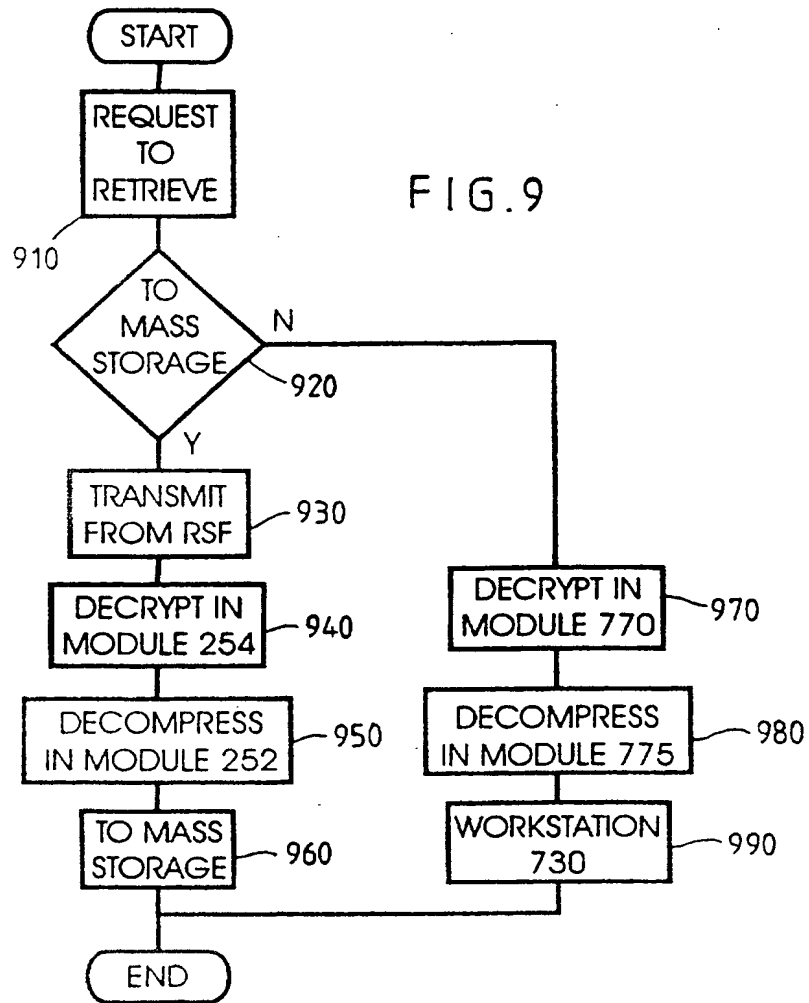 START
REQUEST
TO
RETRIEVE
910
FIG.9
TO
MASS
STORAGE
N
920
Y
TRANSMIT
FROM RSF
930
DECRYPT IN
MODULE 254
940
DECOMPRESS
IN MODULE 252
950
TO MASS
STORAGE
960
DECRYPT IN
MODULE 770
970
DECOMPRESS
IN MODULE 775
980
WORKSTATION
730
990
END